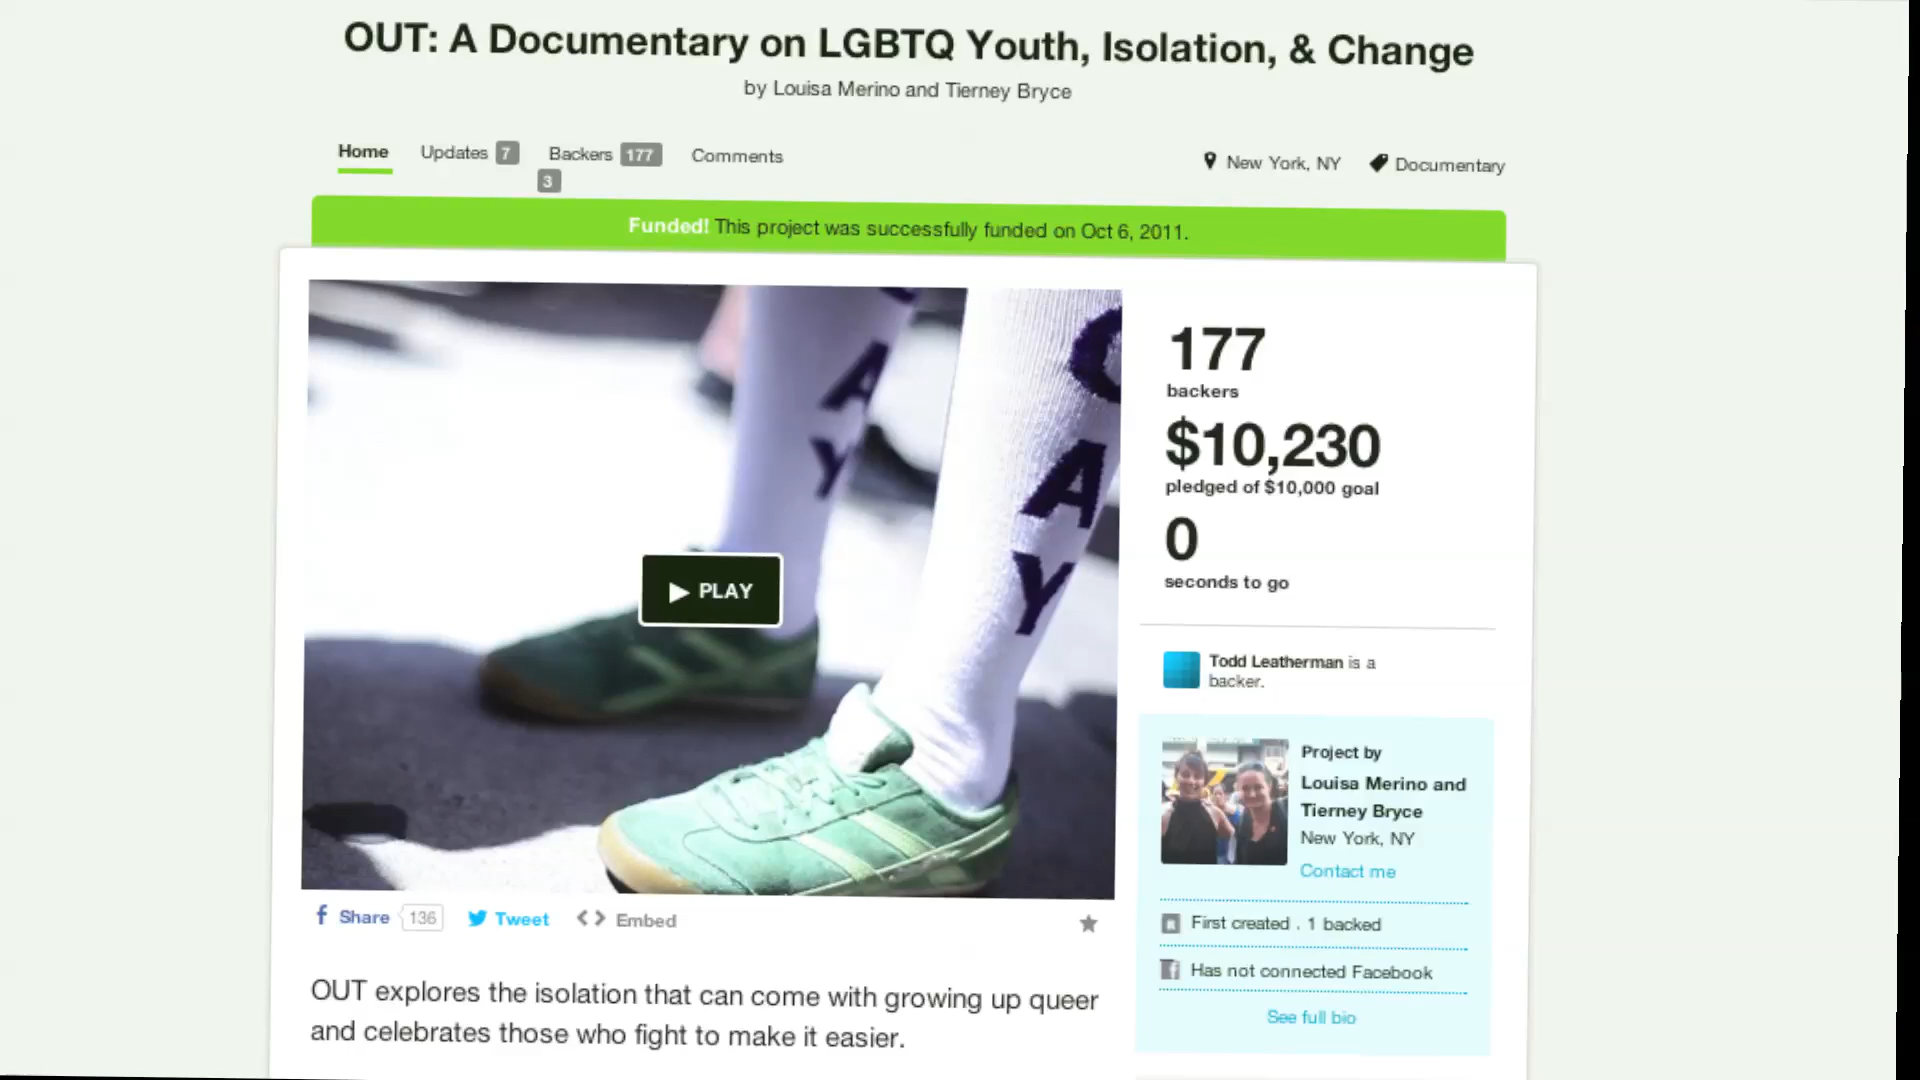 OUT: A Documentary on LGBTQ Youth, Isolation, & Change
by Louisa Merino and Tierney Bryce
Home Updates 7 Backers 177 Comments 3
New York, NY Documentary
Funded! This project was successfully funded on Oct 6, 2011.
A
Y
A
Y
PLAY
177
backers
$10,230
pledged of $10,000 goal
0
seconds to go
Todd Leatherman is a
backer.
Project by
Louisa Merino and
Tierney Bryce
New York, NY
Contact me
First created . 1 backed
Has not connected Facebook
See full bio
Share 136 Tweet Embed
OUT explores the isolation that can come with growing up queer
and celebrates those who fight to make it easier.